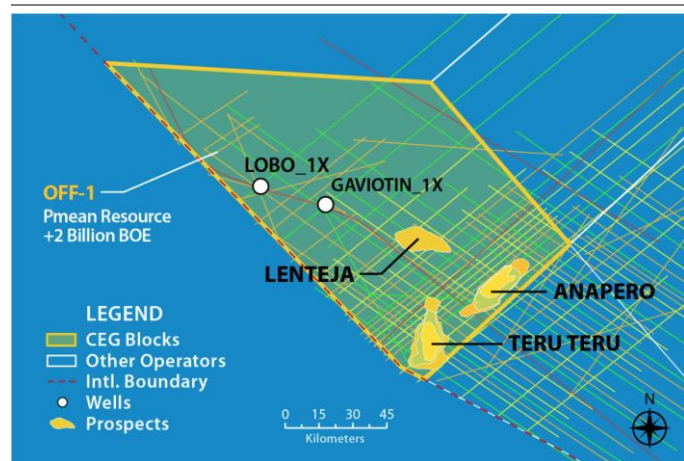 LOBO_1X
GAVIOTIN_1X
OFF-1
Pmean Resource
+2 Billion BOE
LENTEJA
ANAPERO
TERU TERU
LEGEND
CEG Blocks
Other Operators
Intl. Boundary
Wells
Prospects
0 15 30 45
Kilometers
N